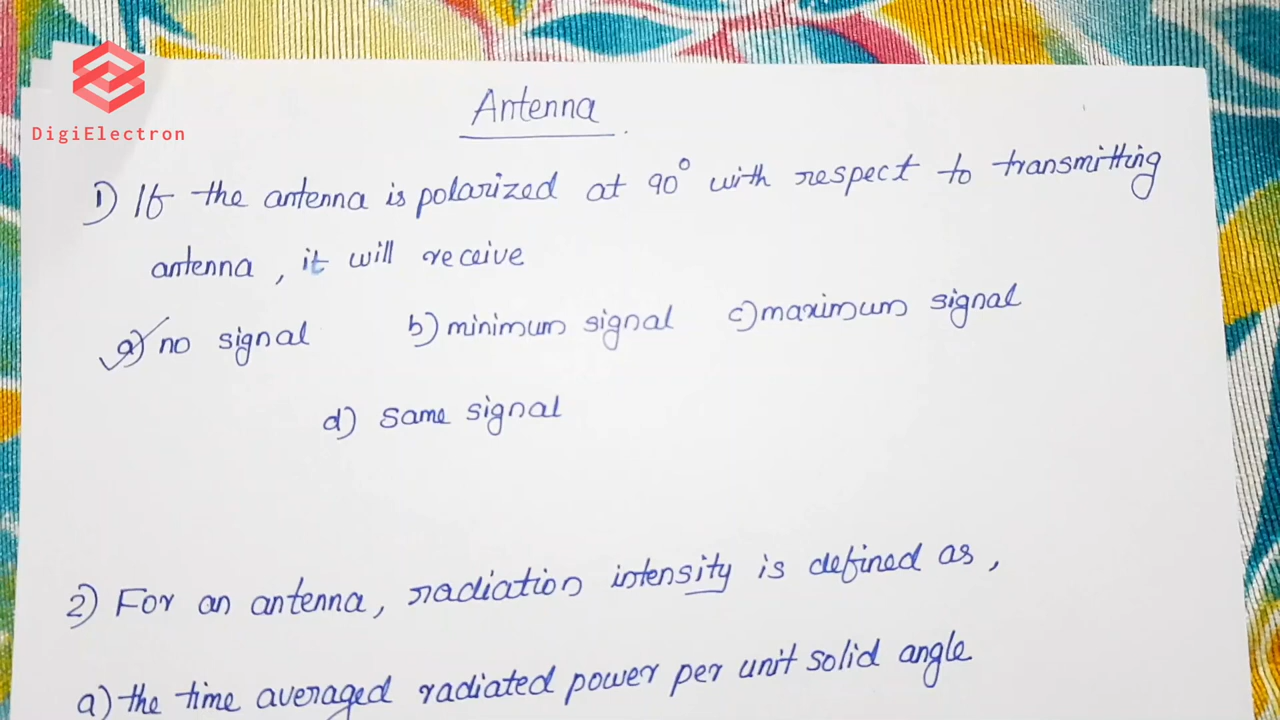 DigiElectron
Antenna
1) If the antenna is polarized at 90° with respect to transmitting
antenna, it will receive
a) no signal b) minimum signal c) maximum signal
d) same signal
2) For an antenna, radiation intensity is defined as,
a) the time averaged radiated power per unit solid angle